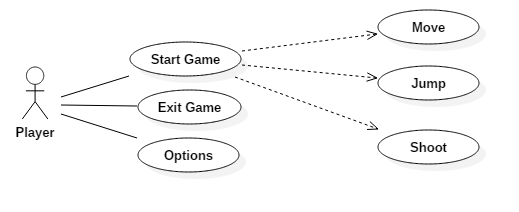 Move
Start Game
Jump
Exit Game
Player
Options
Shoot